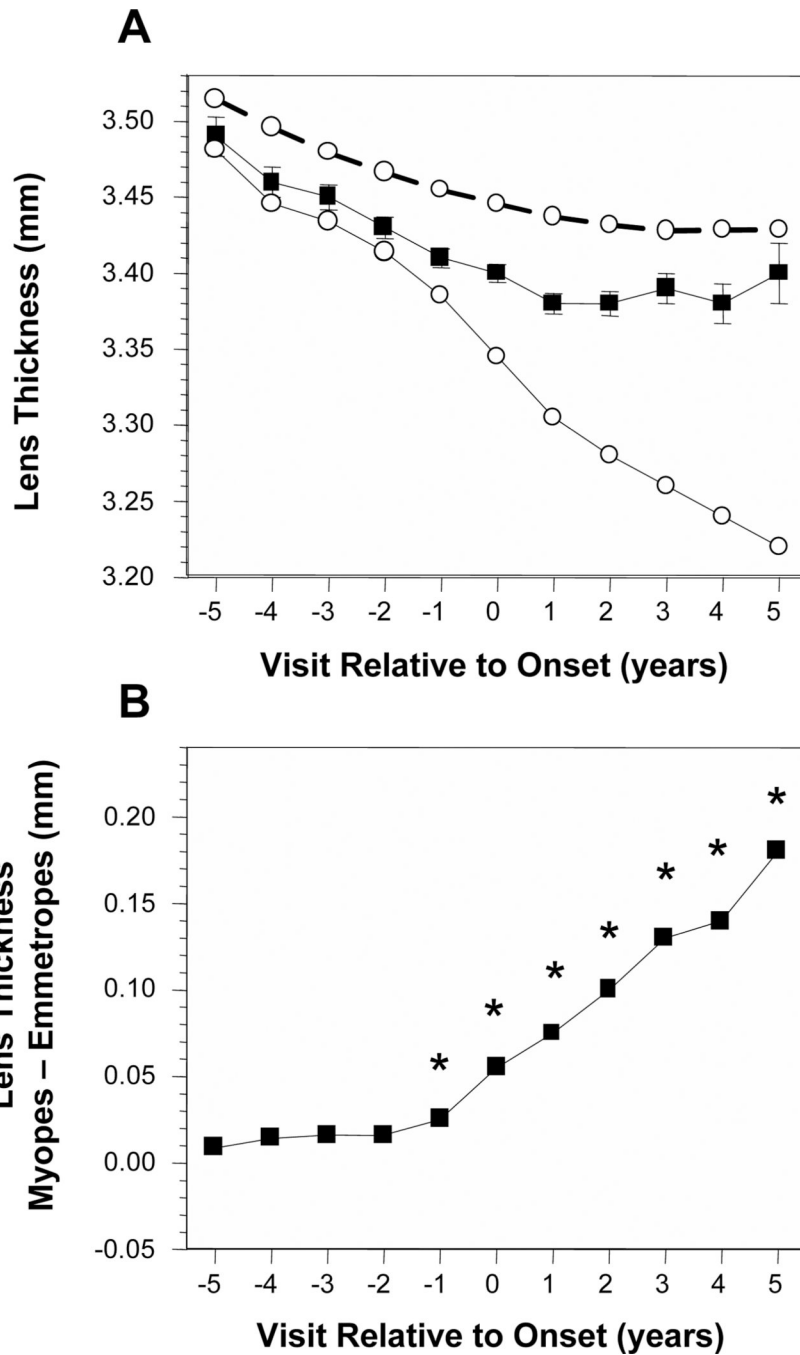 A
Lens Thickness (mm)
3.50
3.45
3.40
3.35
3.30
3.25
3.20
-5 -4 -3 -2 -1 0 1 2 3 4 5
Visit Relative to Onset (years)
B
Lens Thickness
Myopes – Emmetropes (mm)
0.20
0.15
0.10
0.05
0.00
-0.05
* * * * * * *
-5 -4 -3 -2 -1 0 1 2 3 4 5
Visit Relative to Onset (years)